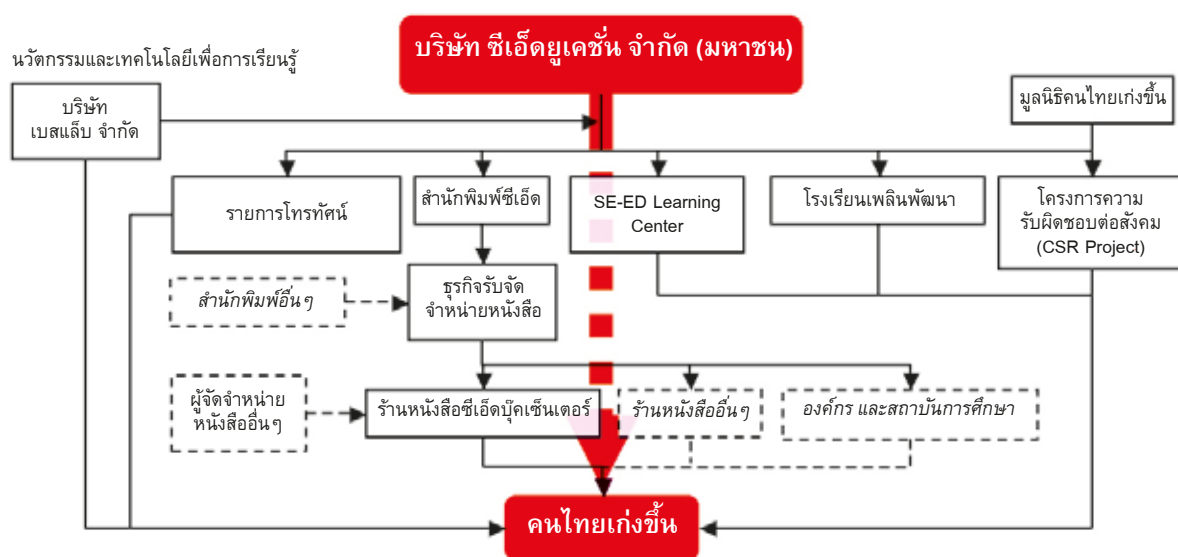 บริษัท ซีเอ็ดยูเคชั่น จำกัด (มหาชน)
นวัตกรรมและเทคโนโลยีเพื่อการเรียนรู้
บริษัท
เบสแล็บ จำกัด
มูลนิธิคนไทยเก่งขึ้น
รายการโทรทัศน์
สำนักพิมพ์ซีเอ็ด
SE-ED Learning
Center
โรงเรียนเพลินพัฒนา
โครงการความ
รับผิดชอบต่อสังคม
(CSR Project)
สำนักพิมพ์อื่นๆ
ธุรกิจรับจัด
จำหน่ายหนังสือ
ผู้จัดจำหน่าย
หนังสืออื่นๆ
ร้านหนังสือซีเอ็ดบุ๊คเซ็นเตอร์
ร้านหนังสืออื่นๆ
องค์กร และสถาบันการศึกษา
คนไทยเก่งขึ้น